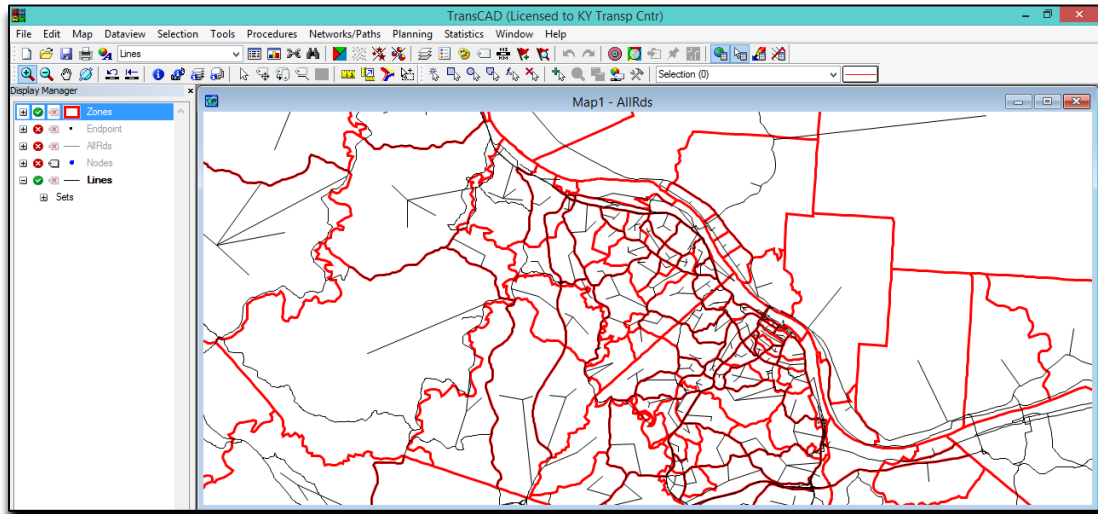 TransCAD (Licensed to KY Transp Cntr)
File Edit Map Dataview Selection Tools Procedures Networks/Paths Planning Statistics Window Help
Lines
Selection (0)
Display Manager
Map1 - AllRds
Zones
Endpoint
AllRds
Nodes
Lines
Sets